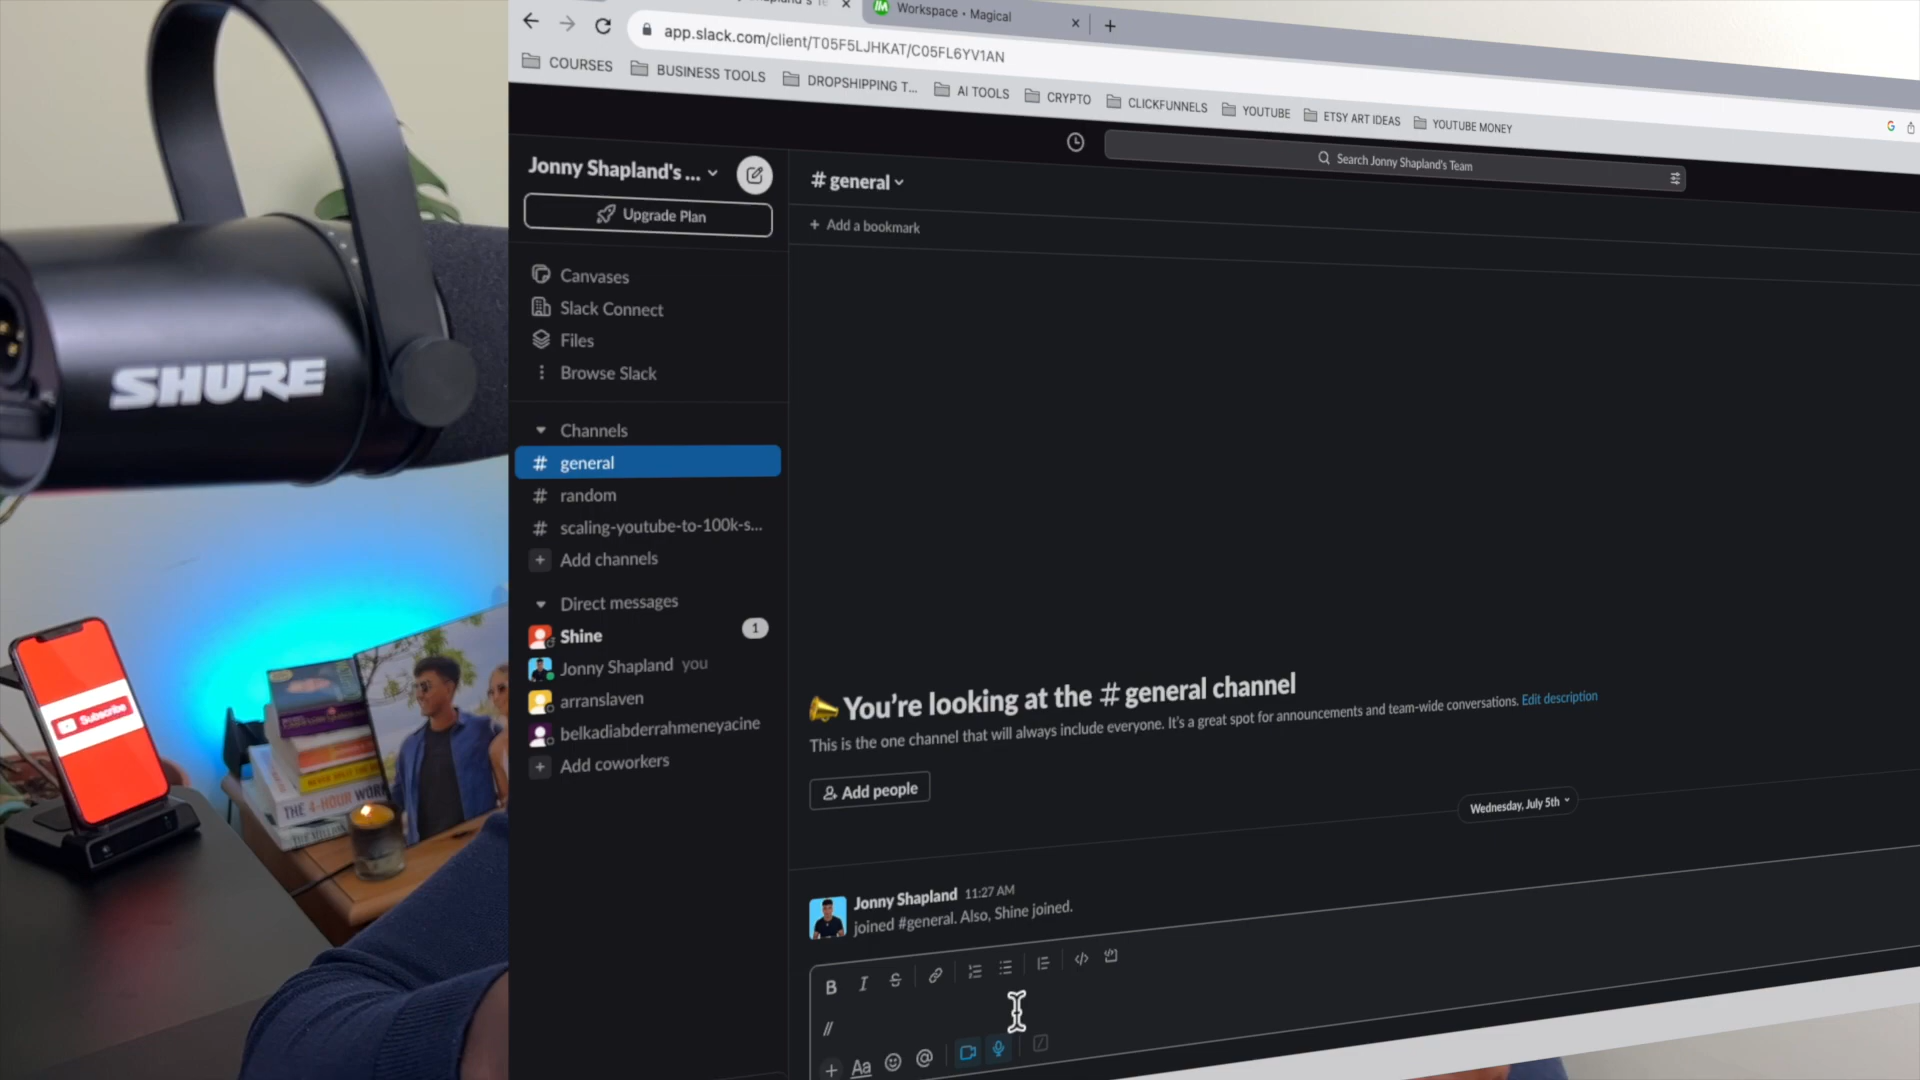 Workspace • Magical
app.slack.com/client/T05F5LJHKAT/C05FL6YV1AN
COURSES
BUSINESS TOOLS
DROPSHIPPING T...
AI TOOLS
CRYPTO
CLICKFUNNELS
YOUTUBE
ETSY ART IDEAS
YOUTUBE MONEY
Search Jonny Shapland's Team
Jonny Shapland's ...
Upgrade Plan
# general
+ Add a bookmark
Canvases
Slack Connect
Files
Browse Slack
Channels
# general
# random
# scaling-youtube-to-100k-s...
+ Add channels
Direct messages
Shine 1
Jonny Shapland you
arranslaven
belkadiabderrahmeneyacine
+ Add coworkers
You're looking at the # general channel
This is the one channel that will always include everyone. It's a great spot for announcements and team-wide conversations. Edit description
Add people
Wednesday, July 5th
Jonny Shapland 11:27 AM
joined #general. Also, Shine joined.
B I S
//
+ Aa @
SHURE
Subscribe
THE 4-HOUR WORK